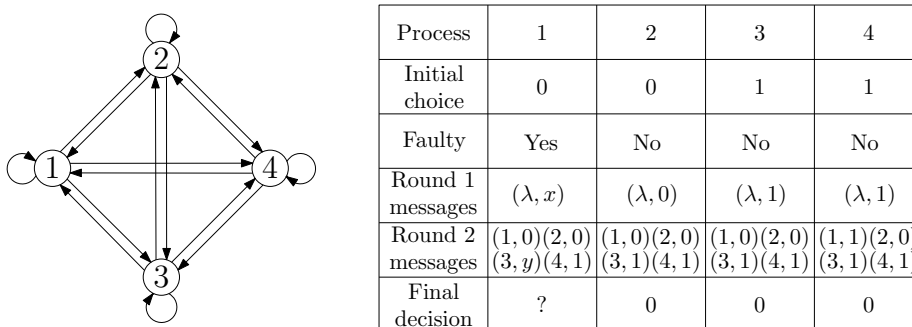 2
1
4
3
Process 1 2 3 4
Initial choice 0 0 1 1
Faulty Yes No No No
Round 1 messages (λ, x) (λ, 0) (λ, 1) (λ, 1)
Round 2 messages (1, 0)(2, 0) (3, y)(4, 1) (1, 0)(2, 0) (3, 1)(4, 1) (1, 0)(2, 0) (3, 1)(4, 1) (1, 1)(2, 0) (3, 1)(4, 1)
Final decision ? 0 0 0